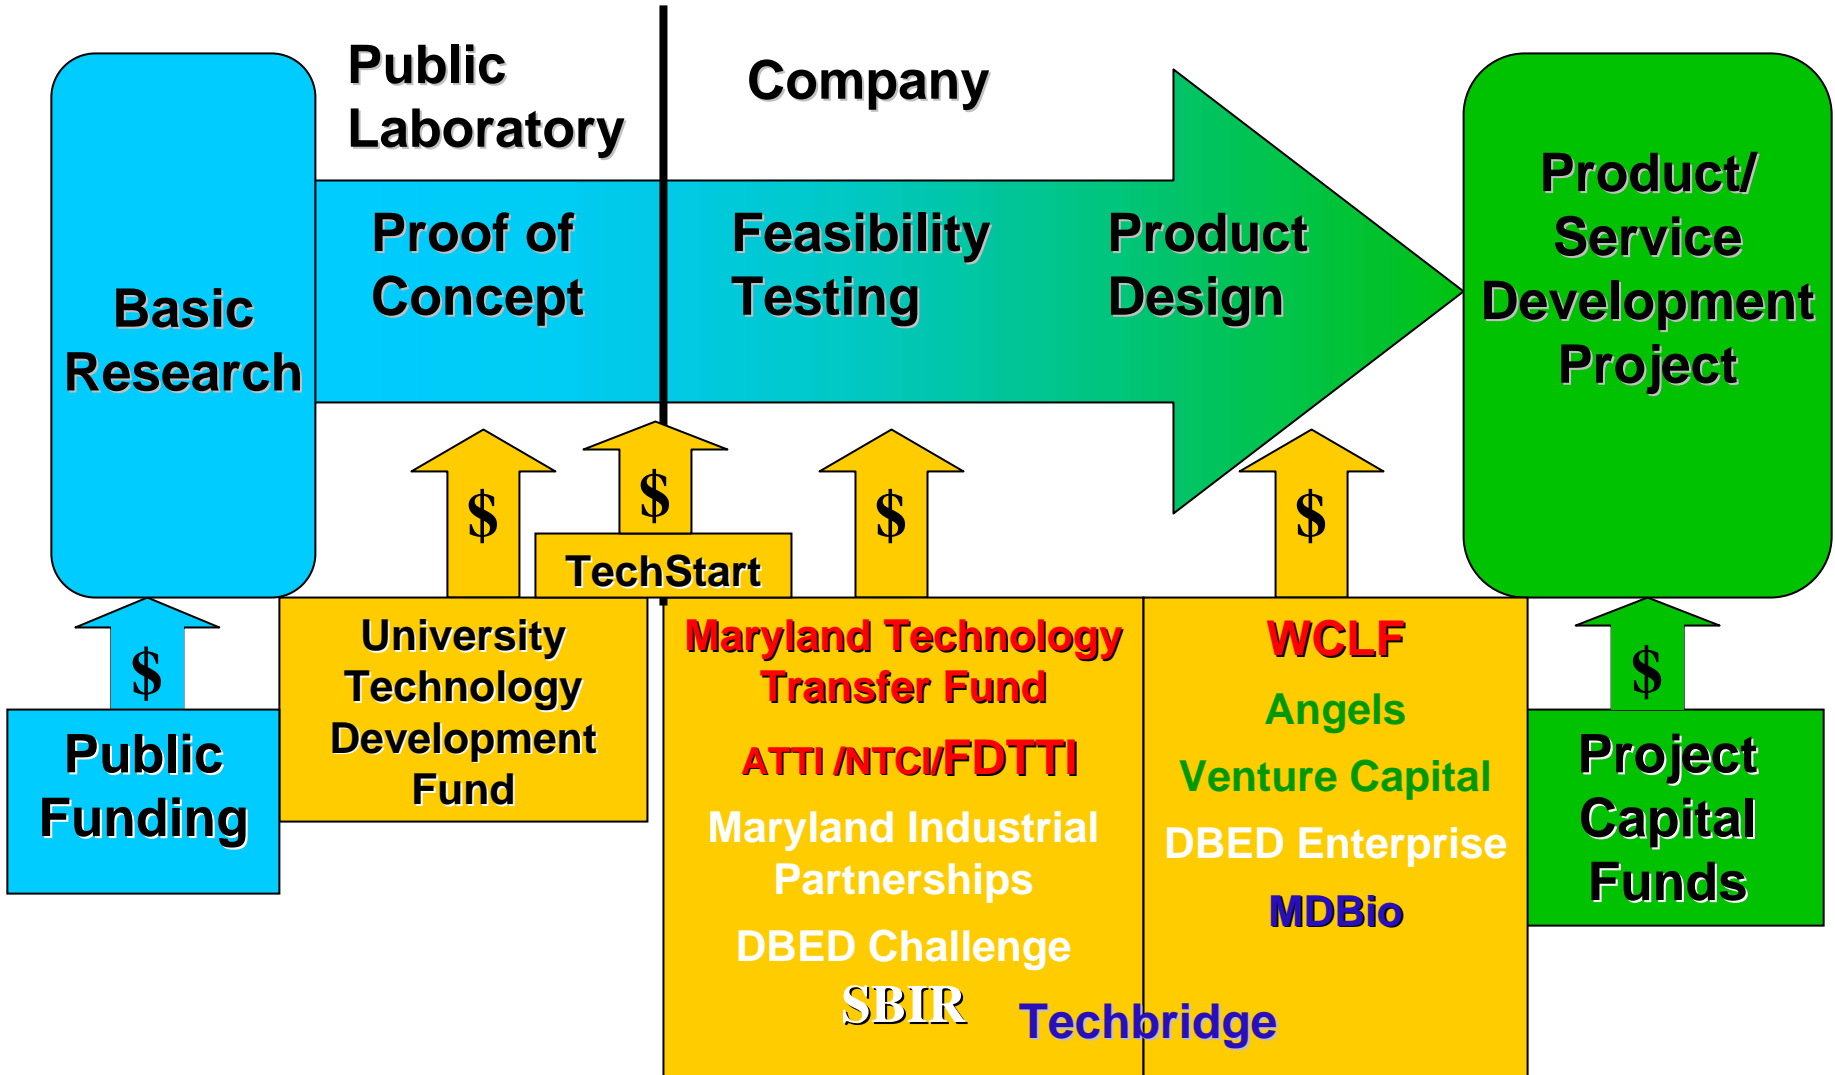 Public
Laboratory
Company
Basic
Research
Proof of
Concept
Feasibility
Testing
Product
Design
Product/
Service
Development
Project
$
$
$
$
$
$
TechStart
Public
Funding
University
Technology
Development
Fund
Maryland Technology
Transfer Fund
ATTI /NTCI/FDTTI
Maryland Industrial
Partnerships
DBED Challenge
SBIR
WCLF
Angels
Venture Capital
DBED Enterprise
MDBio
Techbridge
Project
Capital
Funds